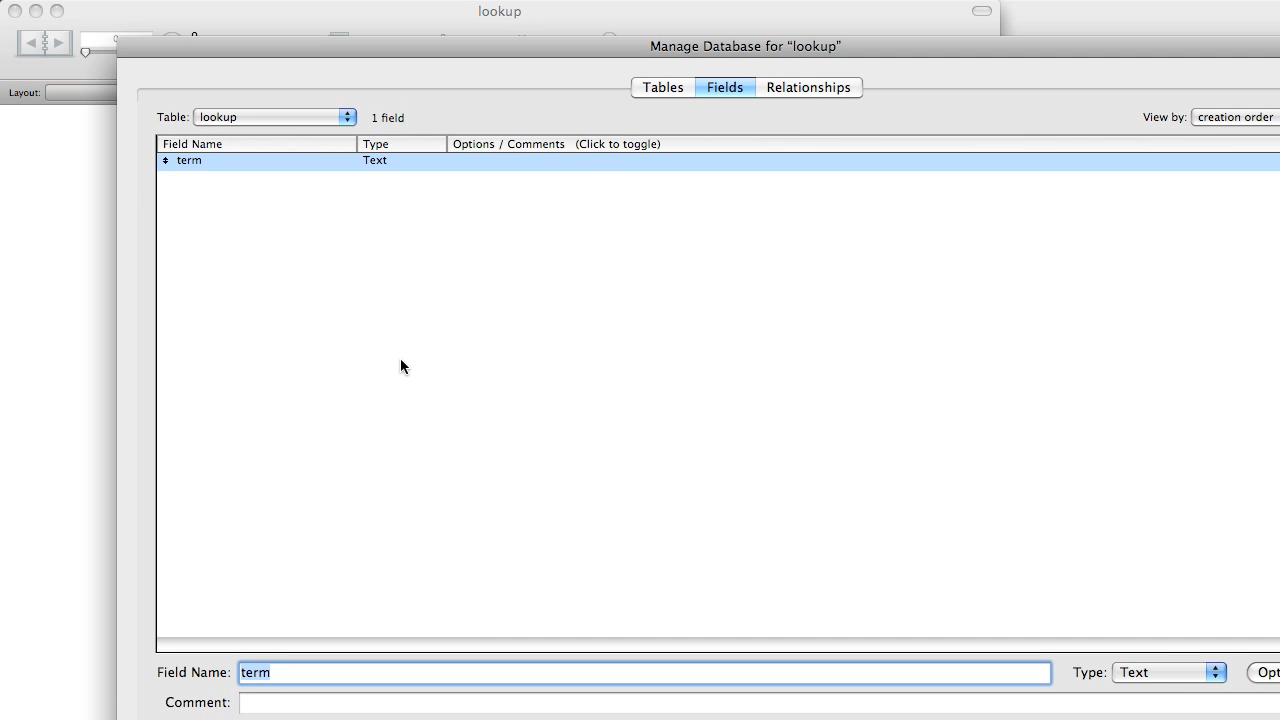 lookup
Manage Database for “lookup”
Layout:
Tables Fields Relationships
Table: lookup 1 field View by: creation order
Field Name Type Options / Comments (Click to toggle)
term Text
Field Name: term Type: Text
Comment: